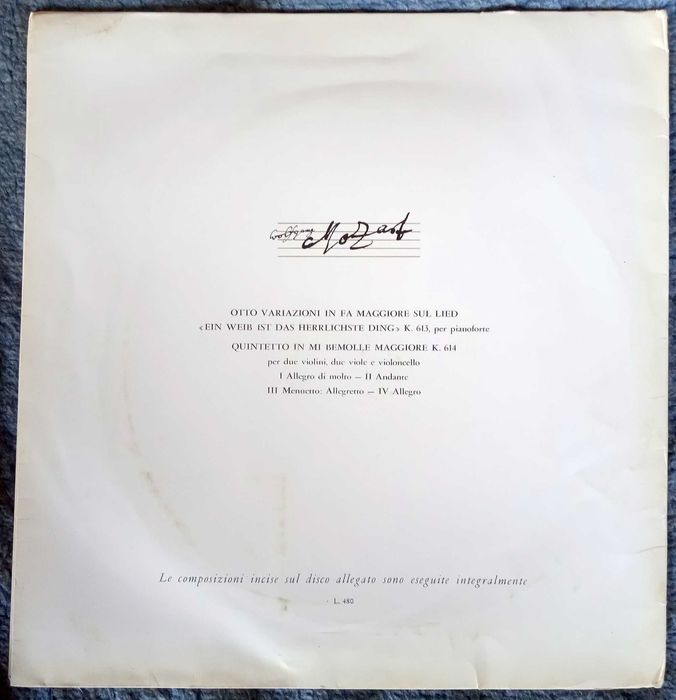 Wolfgang Mozart
OTTO VARIAZIONI IN FA MAGGIORE SUL LIED
«EIN WEIB IST DAS HERRLICHSTE DING» K. 613, per pianoforte
QUINTETTO IN MI BEMOLLE MAGGIORE K. 614
per due violini, due viole e violoncello
I Allegro di molto — II Andante
III Menuetto: Allegretto — IV Allegro
Le composizioni incise sul disco allegato sono eseguite integralmente
L. 480